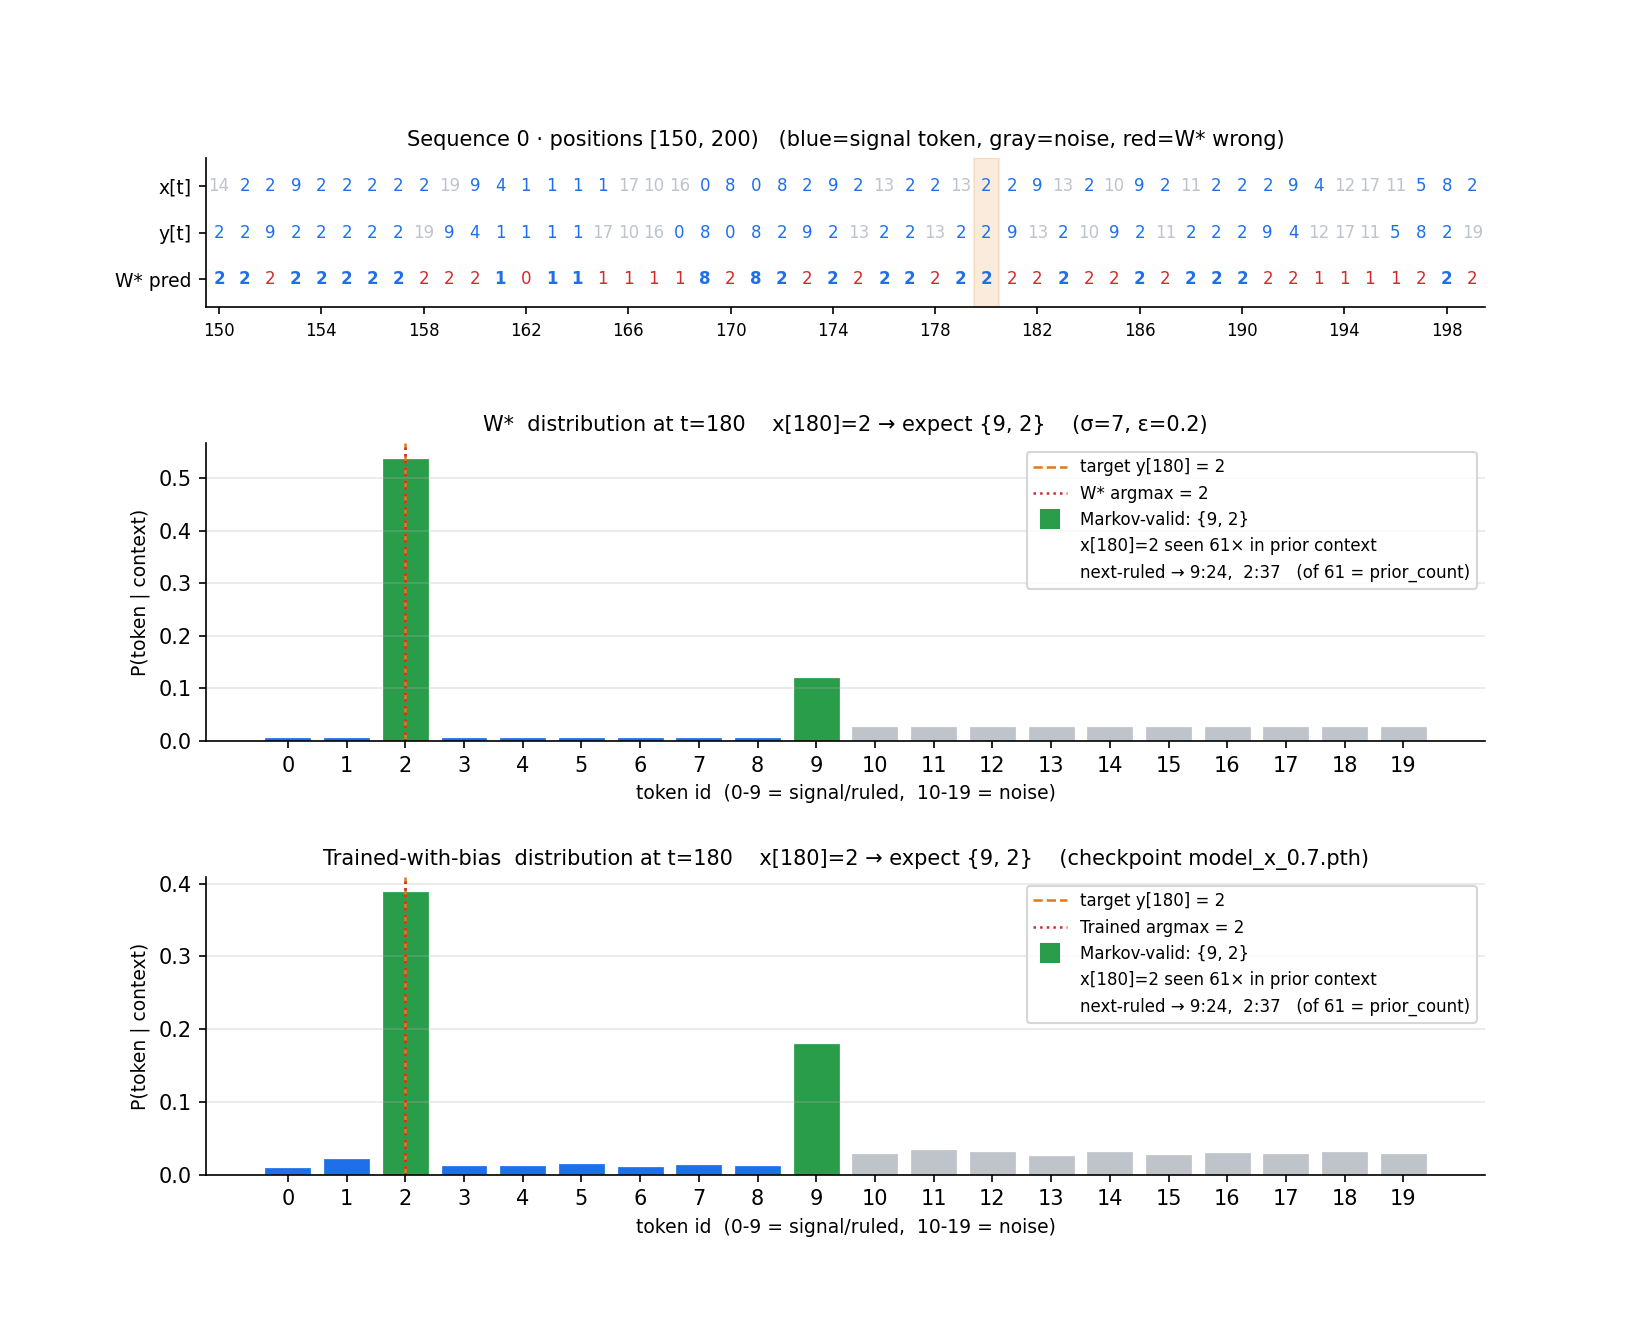 Sequence 0 · positions [150, 200)   (blue=signal token, gray=noise, red=W* wrong)
x[t] 14 2 2 9 2 2 2 2 2 19 9 4 1 1 1 1 17 10 16 0 8 0 8 2 9 2 13 2 2 13 2 2 9 13 2 10 9 2 11 2 2 2 9 4 12 17 11 5 8 2
y[t] 2 2 9 2 2 2 2 2 19 9 4 1 1 1 1 17 10 16 0 8 0 8 2 9 2 13 2 2 13 2 2 9 13 2 10 9 2 11 2 2 2 9 4 12 17 11 5 8 2 19
W* pred 2 2 2 2 2 2 2 2 2 2 2 1 0 1 1 1 1 1 1 8 2 8 2 2 2 2 2 2 2 2 2 2 2 2 2 2 2 2 2 2 2 2 2 1 1 1 1 2 2 2
150 154 158 162 166 170 174 178 182 186 190 194 198
W*  distribution at t=180    x[180]=2 → expect {9, 2}    (σ=7, ε=0.2)
P(token | context)
0.5
0.4
0.3
0.2
0.1
0.0
target y[180] = 2
W* argmax = 2
Markov-valid: {9, 2}
x[180]=2 seen 61× in prior context
next-ruled → 9:24,  2:37   (of 61 = prior_count)
0 1 2 3 4 5 6 7 8 9 10 11 12 13 14 15 16 17 18 19
token id  (0-9 = signal/ruled,  10-19 = noise)
Trained-with-bias  distribution at t=180    x[180]=2 → expect {9, 2}    (checkpoint model_x_0.7.pth)
P(token | context)
0.4
0.3
0.2
0.1
0.0
target y[180] = 2
Trained argmax = 2
Markov-valid: {9, 2}
x[180]=2 seen 61× in prior context
next-ruled → 9:24,  2:37   (of 61 = prior_count)
0 1 2 3 4 5 6 7 8 9 10 11 12 13 14 15 16 17 18 19
token id  (0-9 = signal/ruled,  10-19 = noise)